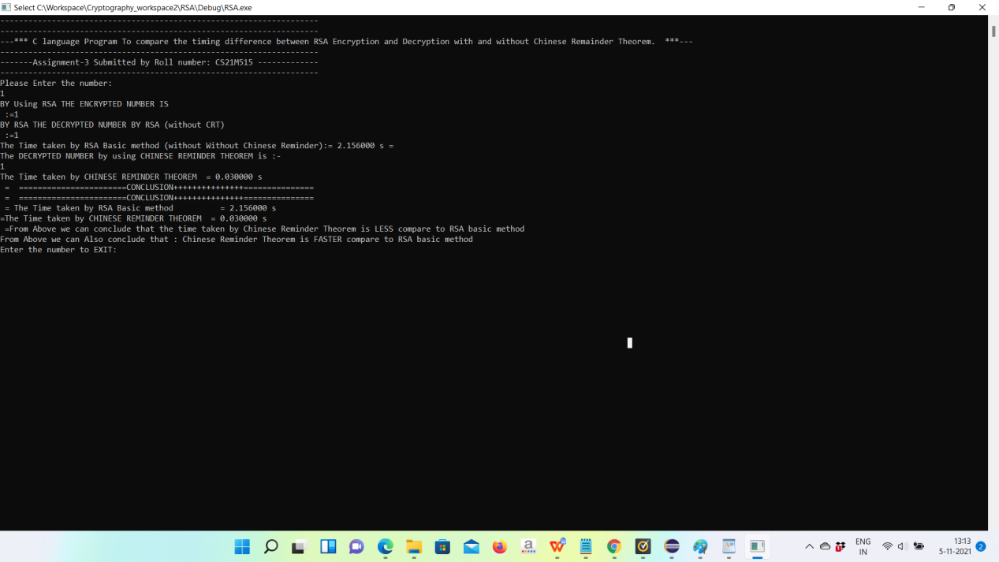 Select C:\Workspace\Cryptography_workspace2\RSA\Debug\RSA.exe
--------------------------------------------------------------------
--------------------------------------------------------------------
---*** C language Program To compare the timing difference between RSA Encryption and Decryption with and without Chinese Remainder Theorem.  ***---
--------------------------------------------------------------------
-------Assignment-3 Submitted by Roll number: CS21M515 -------------
--------------------------------------------------------------------
Please Enter the number:
1
BY Using RSA THE ENCRYPTED NUMBER IS
 :=1
BY RSA THE DECRYPTED NUMBER BY RSA (without CRT)
 :=1
The Time taken by RSA Basic method (without Without Chinese Reminder):= 2.156000 s =
The DECRYPTED NUMBER by using CHINESE REMINDER THEOREM is :-
1
The Time taken by CHINESE REMINDER THEOREM  = 0.030000 s
 =  =======================CONCLUSION+++++++++++++++===============
 =  =======================CONCLUSION+++++++++++++++===============
 = The Time taken by RSA Basic method          = 2.156000 s
=The Time taken by CHINESE REMINDER THEOREM  = 0.030000 s
 =From Above we can conclude that the time taken by Chinese Reminder Theorem is LESS compare to RSA basic method
From Above we can Also conclude that : Chinese Reminder Theorem is FASTER compare to RSA basic method
Enter the number to EXIT:
ENG
IN
13:13
5-11-2021
2